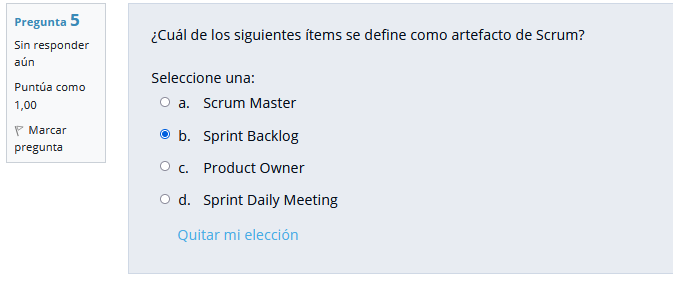 Pregunta 5
Sin responder
aún
Puntúa como
1,00
Marcar
pregunta
¿Cuál de los siguientes ítems se define como artefacto de Scrum?
Seleccione una:
a. Scrum Master
b. Sprint Backlog
c. Product Owner
d. Sprint Daily Meeting
Quitar mi elección